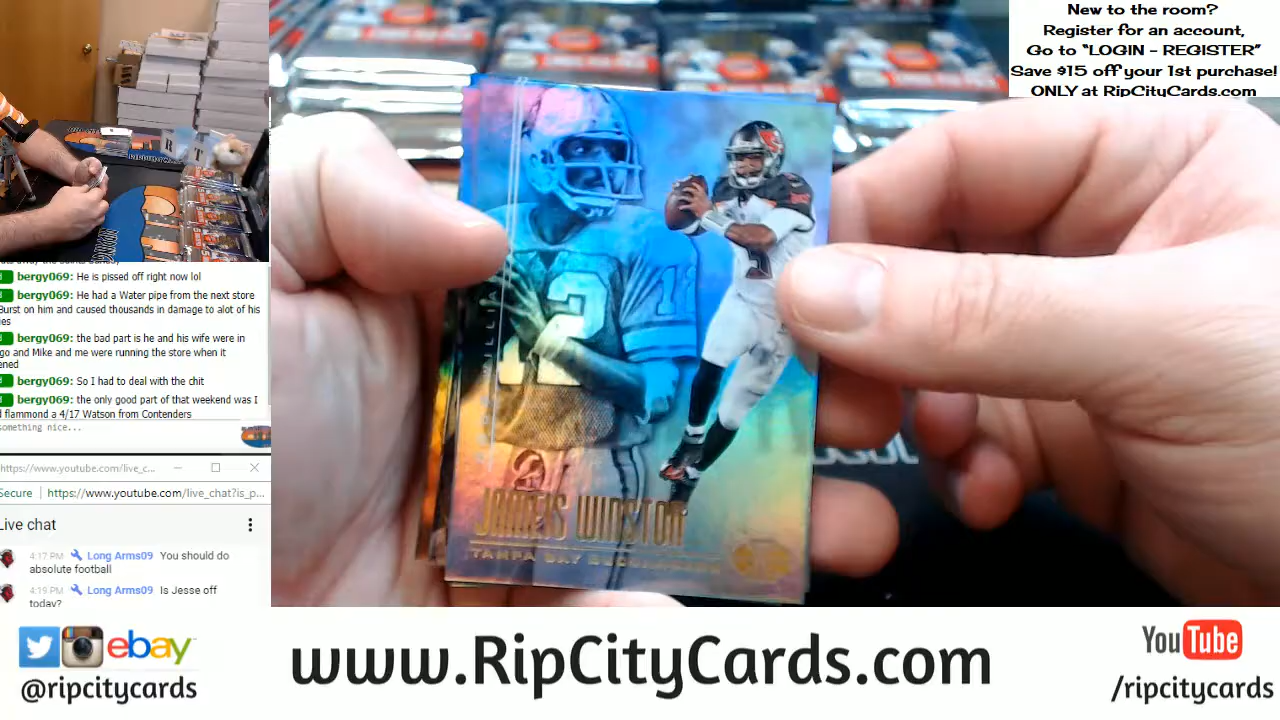 New to the room?
Register for an account,
Go to “LOGIN - REGISTER”
Save $15 off your 1st purchase!
ONLY at RipCityCards.com
R T
bergy069: He is pissed off right now lol
bergy069: He had a Water pipe from the next store
Burst on him and caused thousands in damage to alot of his
bergy069: the bad part is he and his wife were in
go and Mike and me were running the store when it
ened
bergy069: So I had to deal with the chit
bergy069: the only good part of that weekend was I
flammond a 4/17 Watson from Contenders
something nice...
https://www.youtube.com/live_c...
Secure https://www.youtube.com/live_chat?is_p...
Live chat
4:17 PM Long Arms09 You should do
absolute football
4:19 PM Long Arms09 Is Jesse off
today?
12
JAMEIS WINSTON
TAMPA BAY BUCCANEERS
ebay
@ripcitycards
www.RipCityCards.com
YouTube
/ripcitycards